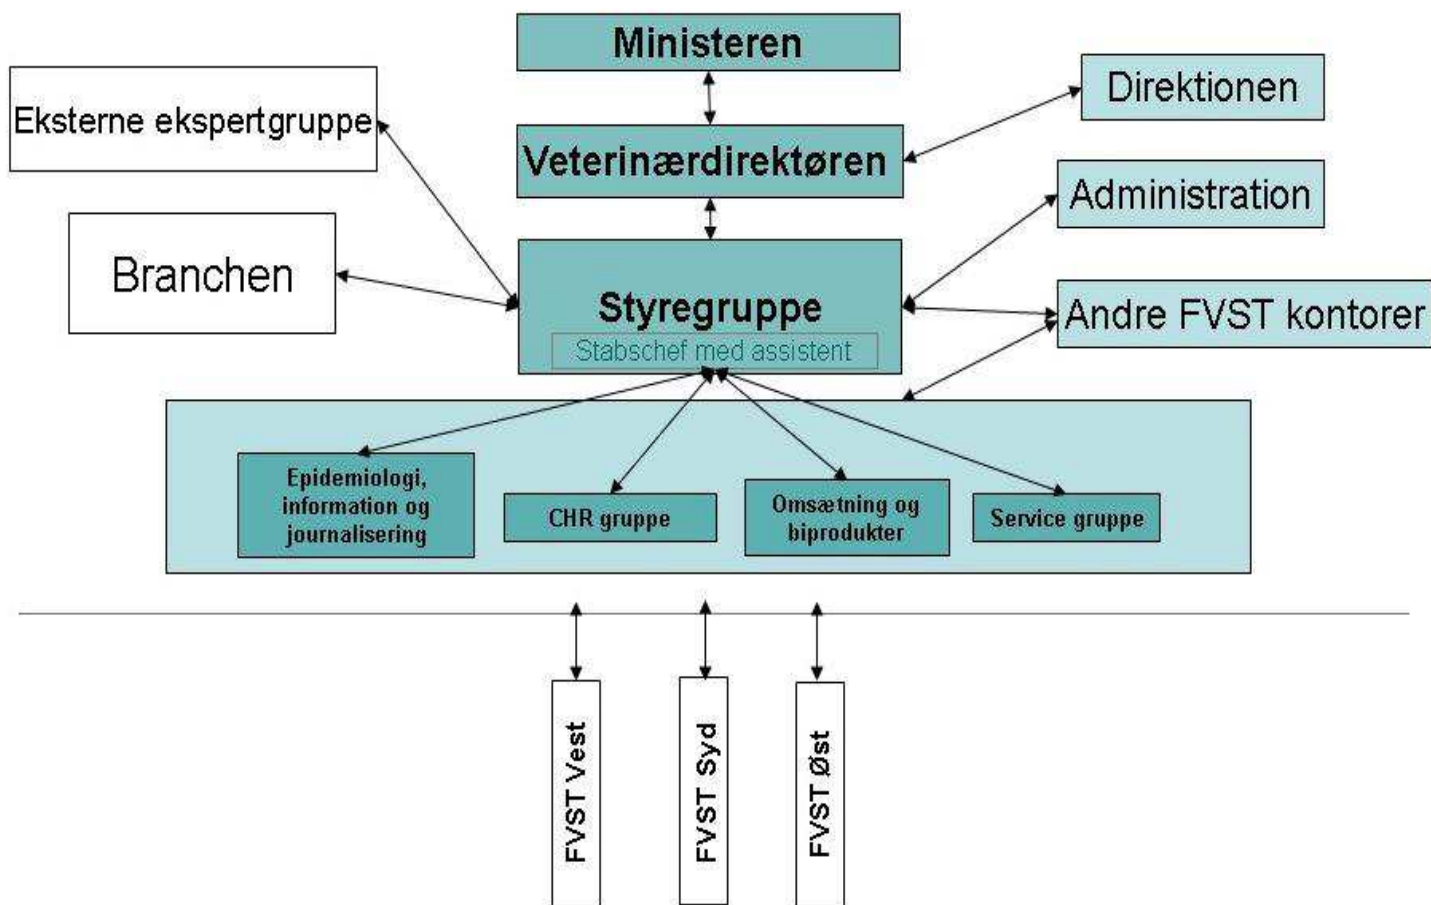 Ministeren
Eksterne ekspertgruppe
Direktionen
Veterinærdirektøren
Administration
Branchen
Styregruppe
Stabschef med assistent
Andre FVST kontorer
Epidemiologi,
information og
journalisering
CHR gruppe
Omsætning og
biprodukter
Service gruppe
FVST Vest
FVST Syd
FVST Øst